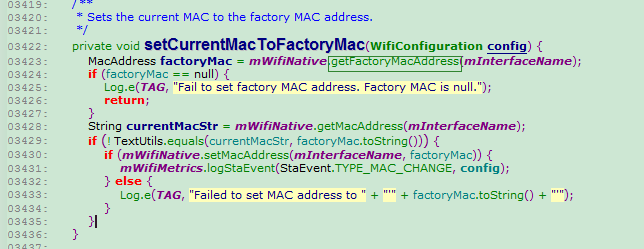 03419: /**
03420:  * Sets the current MAC to the factory MAC address.
03421:  */
03422: private void setCurrentMacToFactoryMac(WifiConfiguration config) {
03423:     MacAddress factoryMac = mWifiNative.getFactoryMacAddress(mInterfaceName);
03424:     if (factoryMac == null) {
03425:         Log.e(TAG, "Fail to set factory MAC address. Factory MAC is null.");
03426:         return;
03427:     }
03428:     String currentMacStr = mWifiNative.getMacAddress(mInterfaceName);
03429:     if (! TextUtils.equals(currentMacStr, factoryMac.toString())) {
03430:         if (mWifiNative.setMacAddress(mInterfaceName, factoryMac)) {
03431:             mWifiMetrics.logStaEvent(StaEvent.TYPE_MAC_CHANGE, config);
03432:         } else {
03433:             Log.e(TAG, "Failed to set MAC address to " + "'" + factoryMac.toString() + "'");
03434:         }
03435:     }
03436: }
03437: